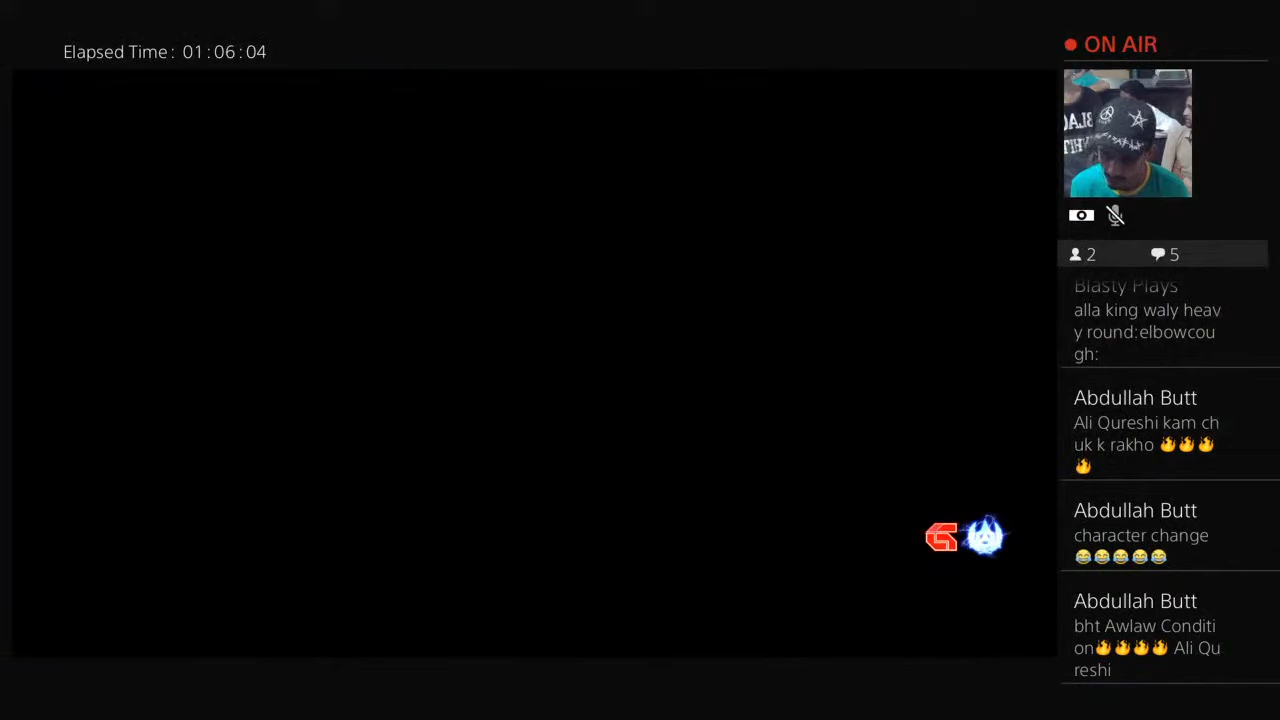 Elapsed Time: 01:06:04
ON AIR
2
5
Blasty Plays
alla king waly heav
y round:elbowcou
gh:
Abdullah Butt
Ali Qureshi kam ch
uk k rakho 🔥🔥🔥
🔥
Abdullah Butt
character change
😂😂😂😂😂
Abdullah Butt
bht Awlaw Conditi
on🔥🔥🔥🔥 Ali Qu
reshi